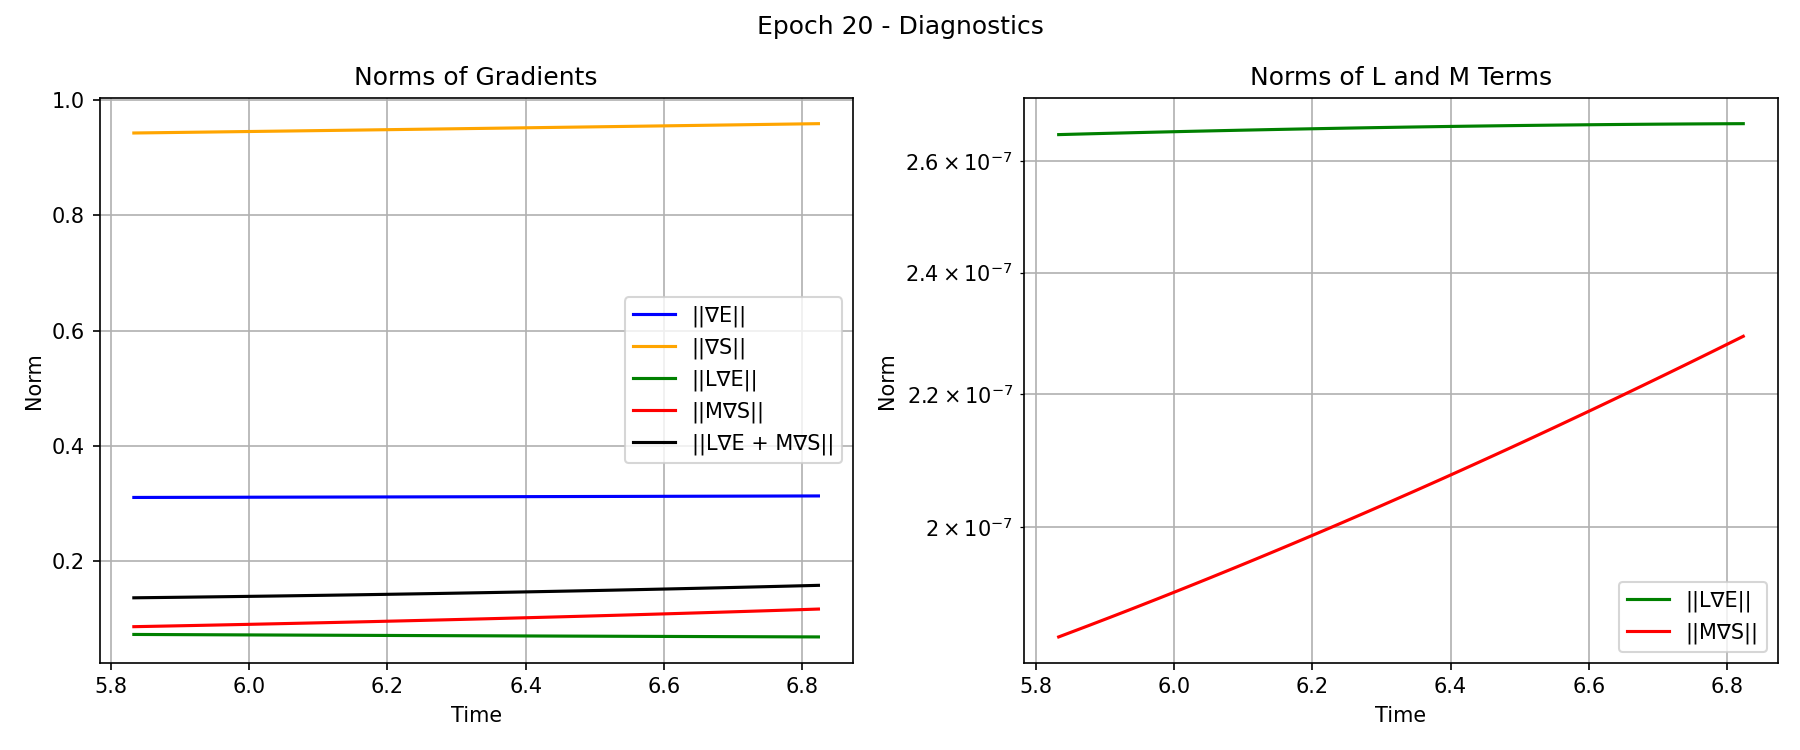 Epoch 20 - Diagnostics
Norms of Gradients
Norm
1.0
0.8
0.6
0.4
0.2
||∇E||
||∇S||
||L∇E||
||M∇S||
||L∇E + M∇S||
5.8 6.0 6.2 6.4 6.6 6.8
Time
Norms of L and M Terms
Norm
2.6 × 10⁻⁷
2.4 × 10⁻⁷
2.2 × 10⁻⁷
2 × 10⁻⁷
||L∇E||
||M∇S||
5.8 6.0 6.2 6.4 6.6 6.8
Time